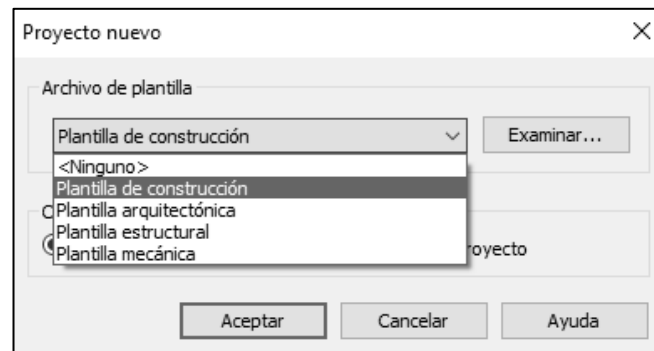 Proyecto nuevo
Archivo de plantilla
Plantilla de construcción
Examinar...
<Ninguno>
Plantilla de construcción
Plantilla arquitectónica
Plantilla estructural
Plantilla mecánica
Aceptar
Cancelar
Ayuda